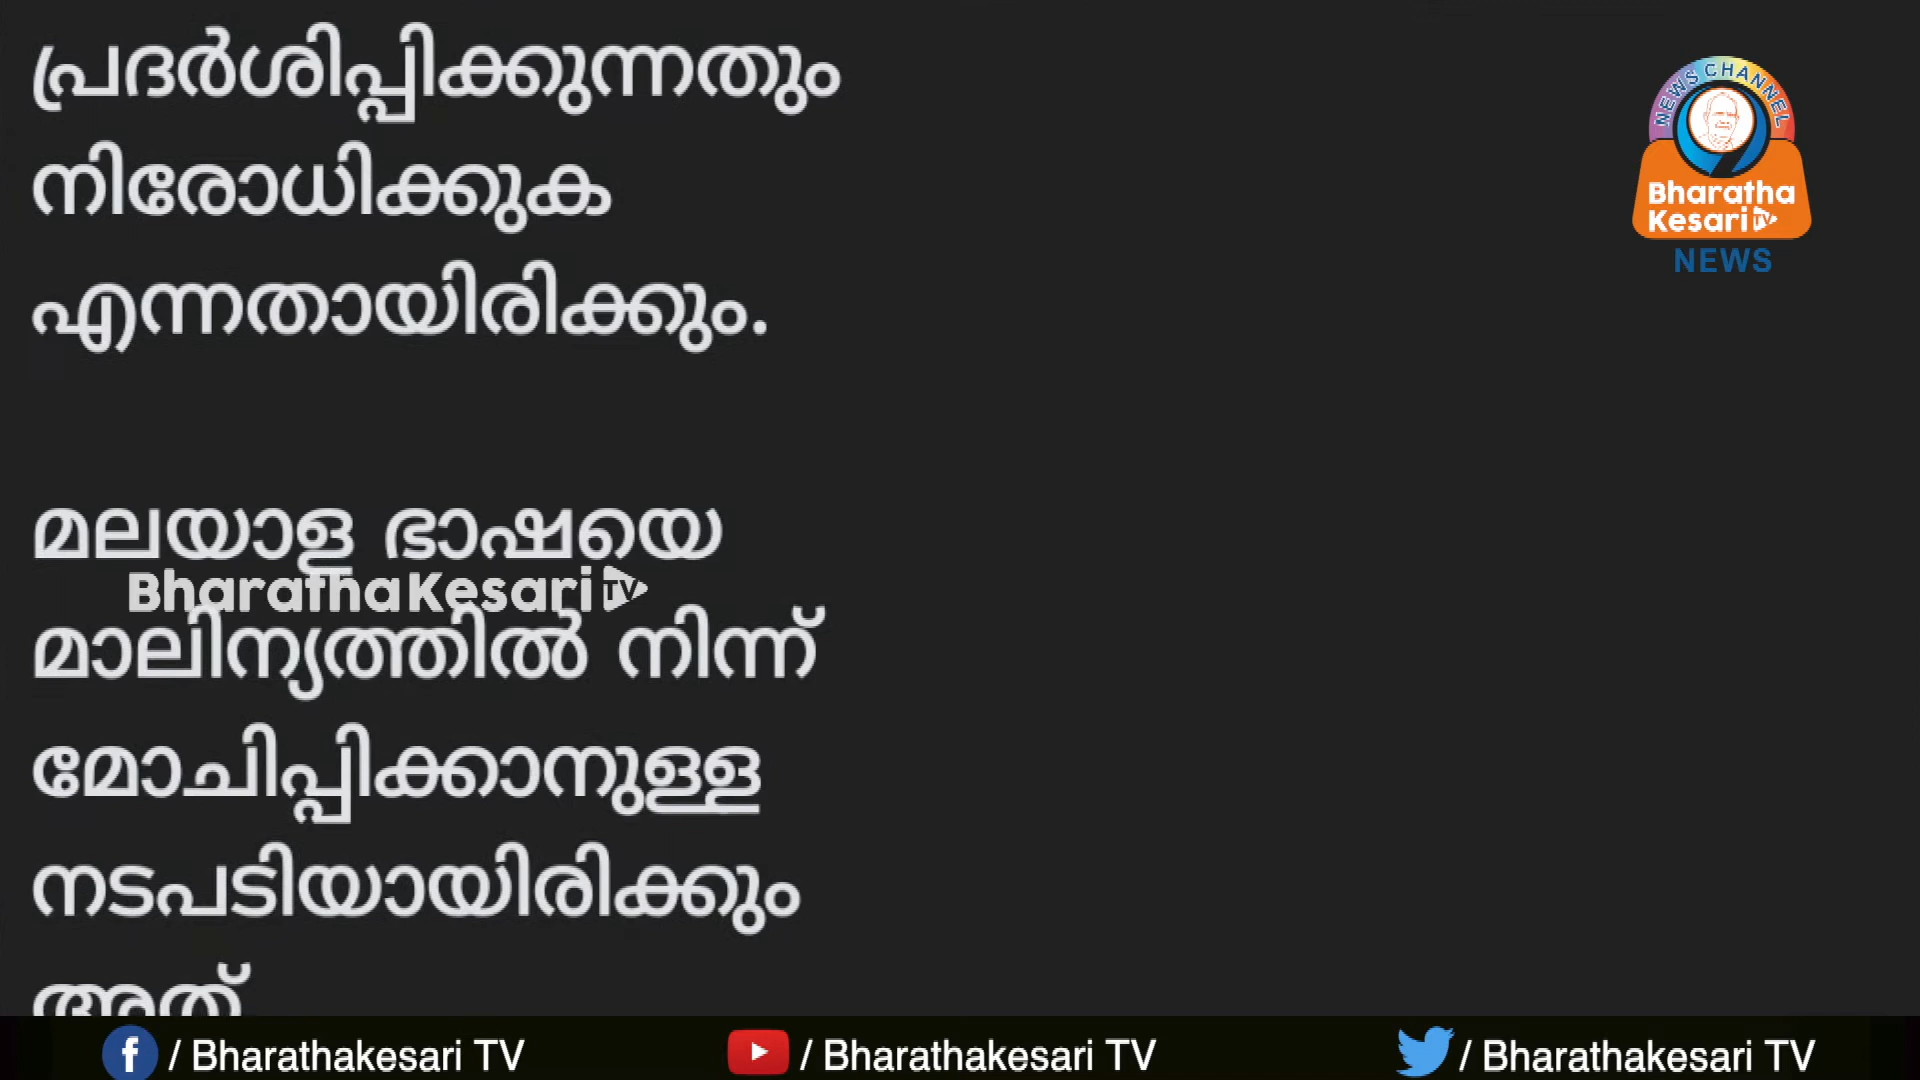 പ്രദർശിപ്പിക്കുന്നതും
നിരോധിക്കുക
എന്നതായിരിക്കും.
മലയാള ഭാഷയെ
BharathaKesari TV
മാലിന്യത്തിൽ നിന്ന്
മോചിപ്പിക്കാനുള്ള
നടപടിയായിരിക്കും
അത്
NEWS CHANNEL
Bharatha
Kesari TV
NEWS
/ Bharathakesari TV
/ Bharathakesari TV
/ Bharathakesari TV